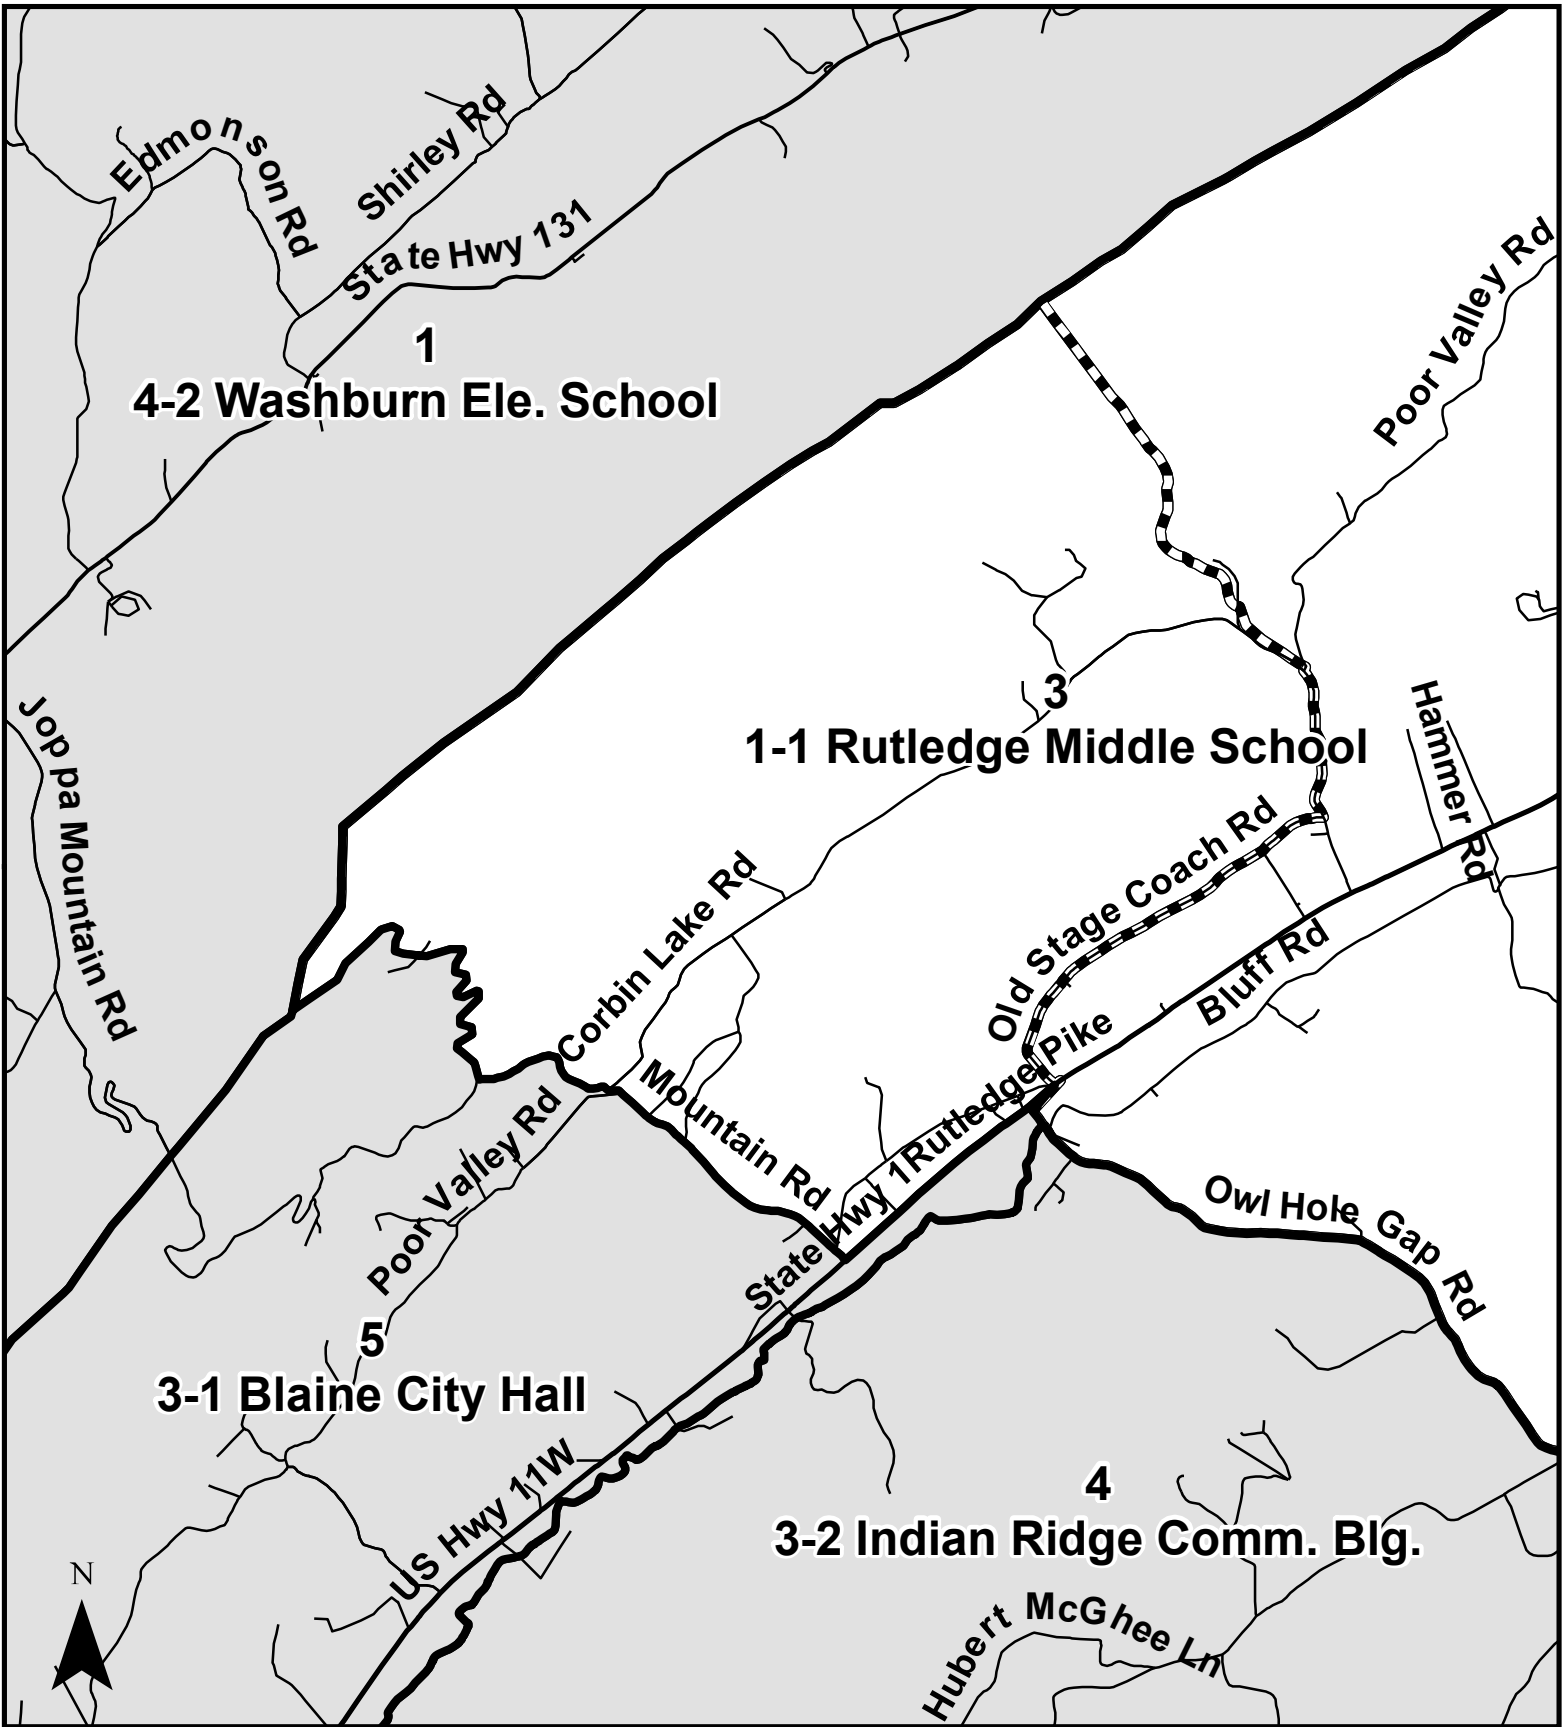 Edmonson Rd
Shirley Rd
State Hwy 131
1
4-2 Washburn Ele. School
Poor Valley Rd
3
1-1 Rutledge Middle School
Hammer Rd
Joppa Mountain Rd
Old Stage Coach Rd
Corbin Lake Rd
Bluff Rd
Mountain Rd
State Hwy 1
Rutledge Pike
Poor Valley Rd
Owl Hole Gap Rd
5
3-1 Blaine City Hall
US Hwy 11W
4
3-2 Indian Ridge Comm. Blg.
Hubert McGhee Ln
N